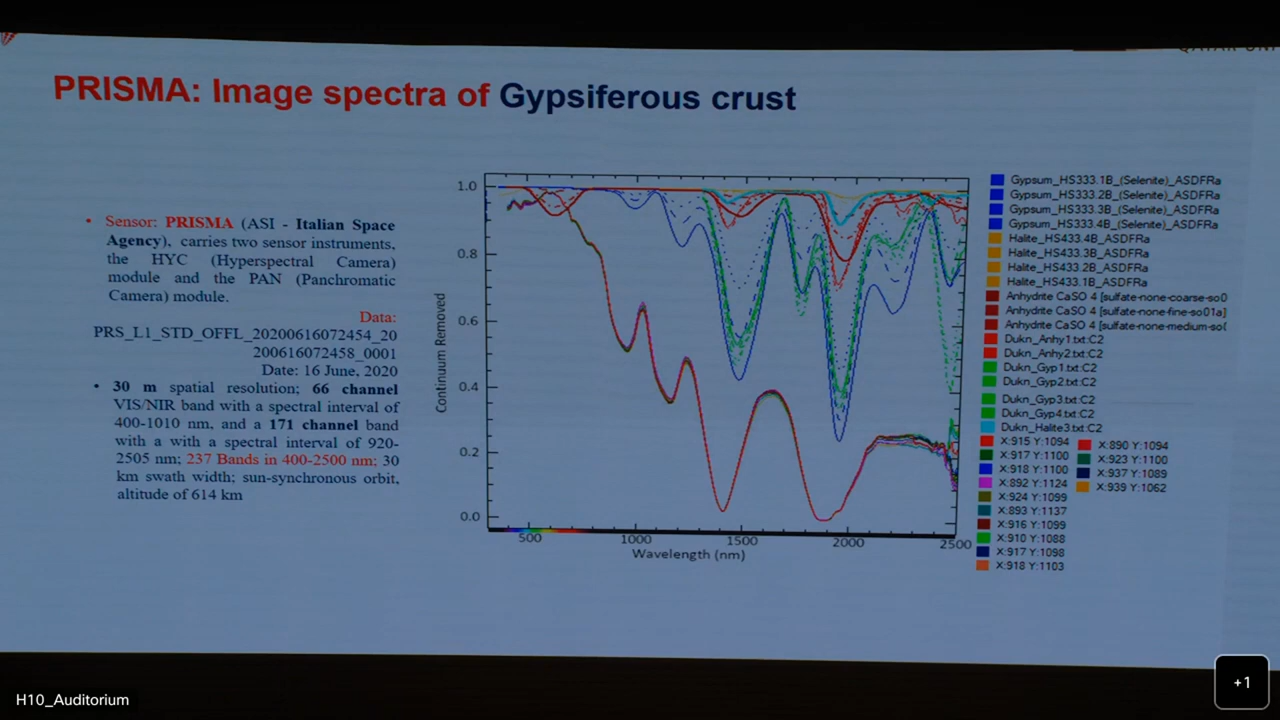 QATAR UNI
PRISMA: Image spectra of Gypsiferous crust
• Sensor: PRISMA (ASI - Italian Space
Agency), carries two sensor instruments,
the HYC (Hyperspectral Camera)
module and the PAN (Panchromatic
Camera) module.
Data:
PRS_L1_STD_OFFL_20200616072454_20
200616072458_0001
Date: 16 June, 2020
• 30 m spatial resolution; 66 channel
VIS/NIR band with a spectral interval of
400-1010 nm, and a 171 channel band
with a with a spectral interval of 920-
2505 nm; 237 Bands in 400-2500 nm; 30
km swath width; sun-synchronous orbit,
altitude of 614 km
Continuum Removed
1.0
0.8
0.6
0.4
0.2
0.0
500 1000 1500 2000 2500
Wavelength (nm)
Gypsum_HS333.1B_(Selenite)_ASDFRa
Gypsum_HS333.2B_(Selenite)_ASDFRa
Gypsum_HS333.3B_(Selenite)_ASDFRa
Gypsum_HS333.4B_(Selenite)_ASDFRa
Halite_HS433.4B_ASDFRa
Halite_HS433.3B_ASDFRa
Halite_HS433.2B_ASDFRa
Halite_HS433.1B_ASDFRa
Anhydrite CaSO 4 [sulfate-none-coarse-so0
Anhydrite CaSO 4 [sulfate-none-fine-so01a]
Anhydrite CaSO 4 [sulfate-none-medium-so(
Dukn_Anhy1.txt:C2
Dukn_Anhy2.txt:C2
Dukn_Gyp1.txt:C2
Dukn_Gyp2.txt:C2
Dukn_Gyp3.txt:C2
Dukn_Gyp4.txt:C2
Dukn_Halite3.txt:C2
X:915 Y:1094 X:890 Y:1094
X:917 Y:1100 X:923 Y:1100
X:918 Y:1100 X:937 Y:1089
X:892 Y:1124 X:939 Y:1062
X:924 Y:1099
X:893 Y:1137
X:916 Y:1099
X:910 Y:1088
X:917 Y:1098
X:918 Y:1103
H10_Auditorium
+1